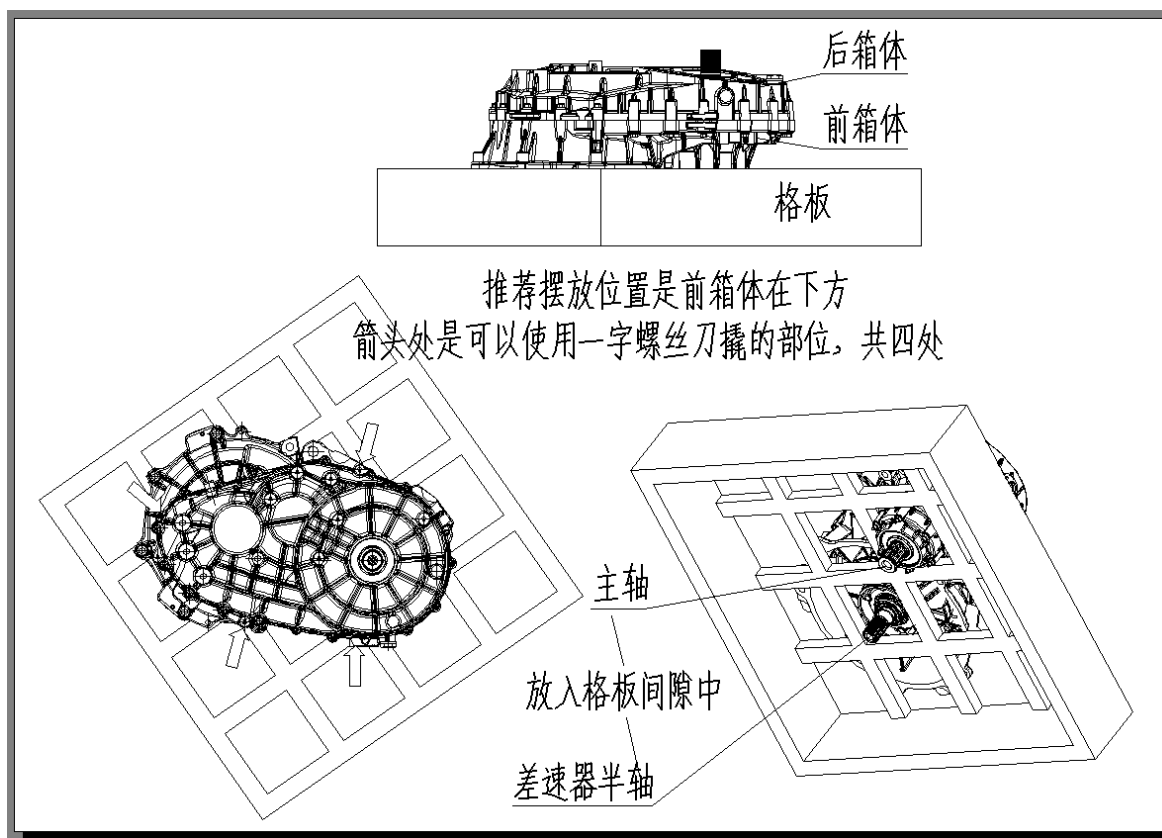 后箱体
前箱体
格板
推荐摆放位置是前箱体在下方
箭头处是可以使用一字螺丝刀撬的部位，共四处
主轴
放入格板间隙中
差速器半轴